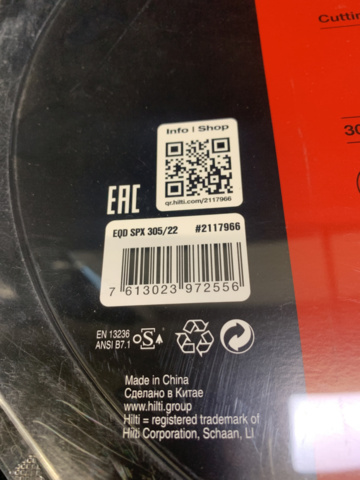 Cuttin
Info | Shop
30
qr.hilti.com/2117966
EAC
EQD SPX 305/22 #2117966
7 613023 972556
EN 13236
ANSI B7.1
oS
Made in China
Сделано в Китае
www.hilti.group
Hilti = registered trademark of
Hilti Corporation, Schaan, LI